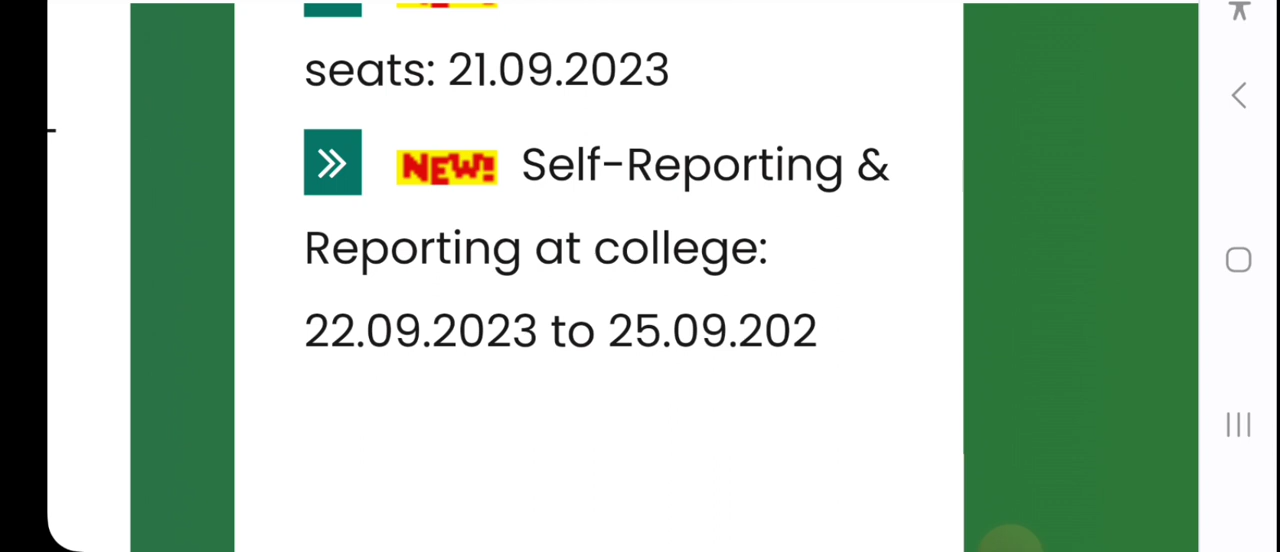 seats: 21.09.2023
NEW! Self-Reporting &
Reporting at college:
22.09.2023 to 25.09.202